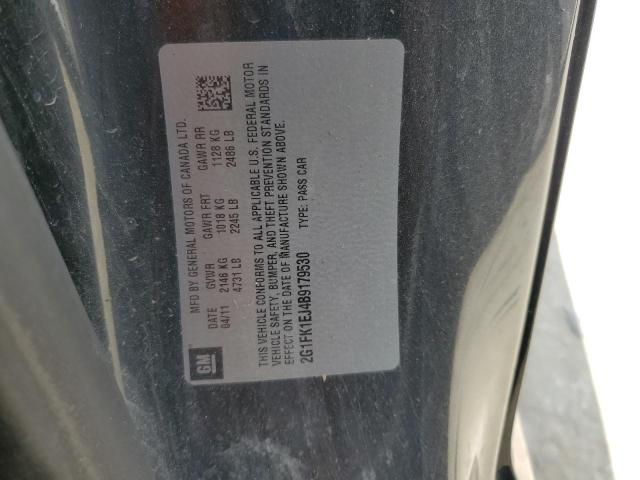 MFD BY GENERAL MOTORS OF CANADA LTD.
DATE GVWR GAWR FRT GAWR RR
04/11 2146 KG 1018 KG 1128 KG
4731 LB 2245 LB 2486 LB
GM
THIS VEHICLE CONFORMS TO ALL APPLICABLE U.S. FEDERAL MOTOR
VEHICLE SAFETY, BUMPER, AND THEFT PREVENTION STANDARDS IN
EFFECT ON THE DATE OF MANUFACTURE SHOWN ABOVE.
2G1FK1EJ4B9179530 TYPE: PASS CAR